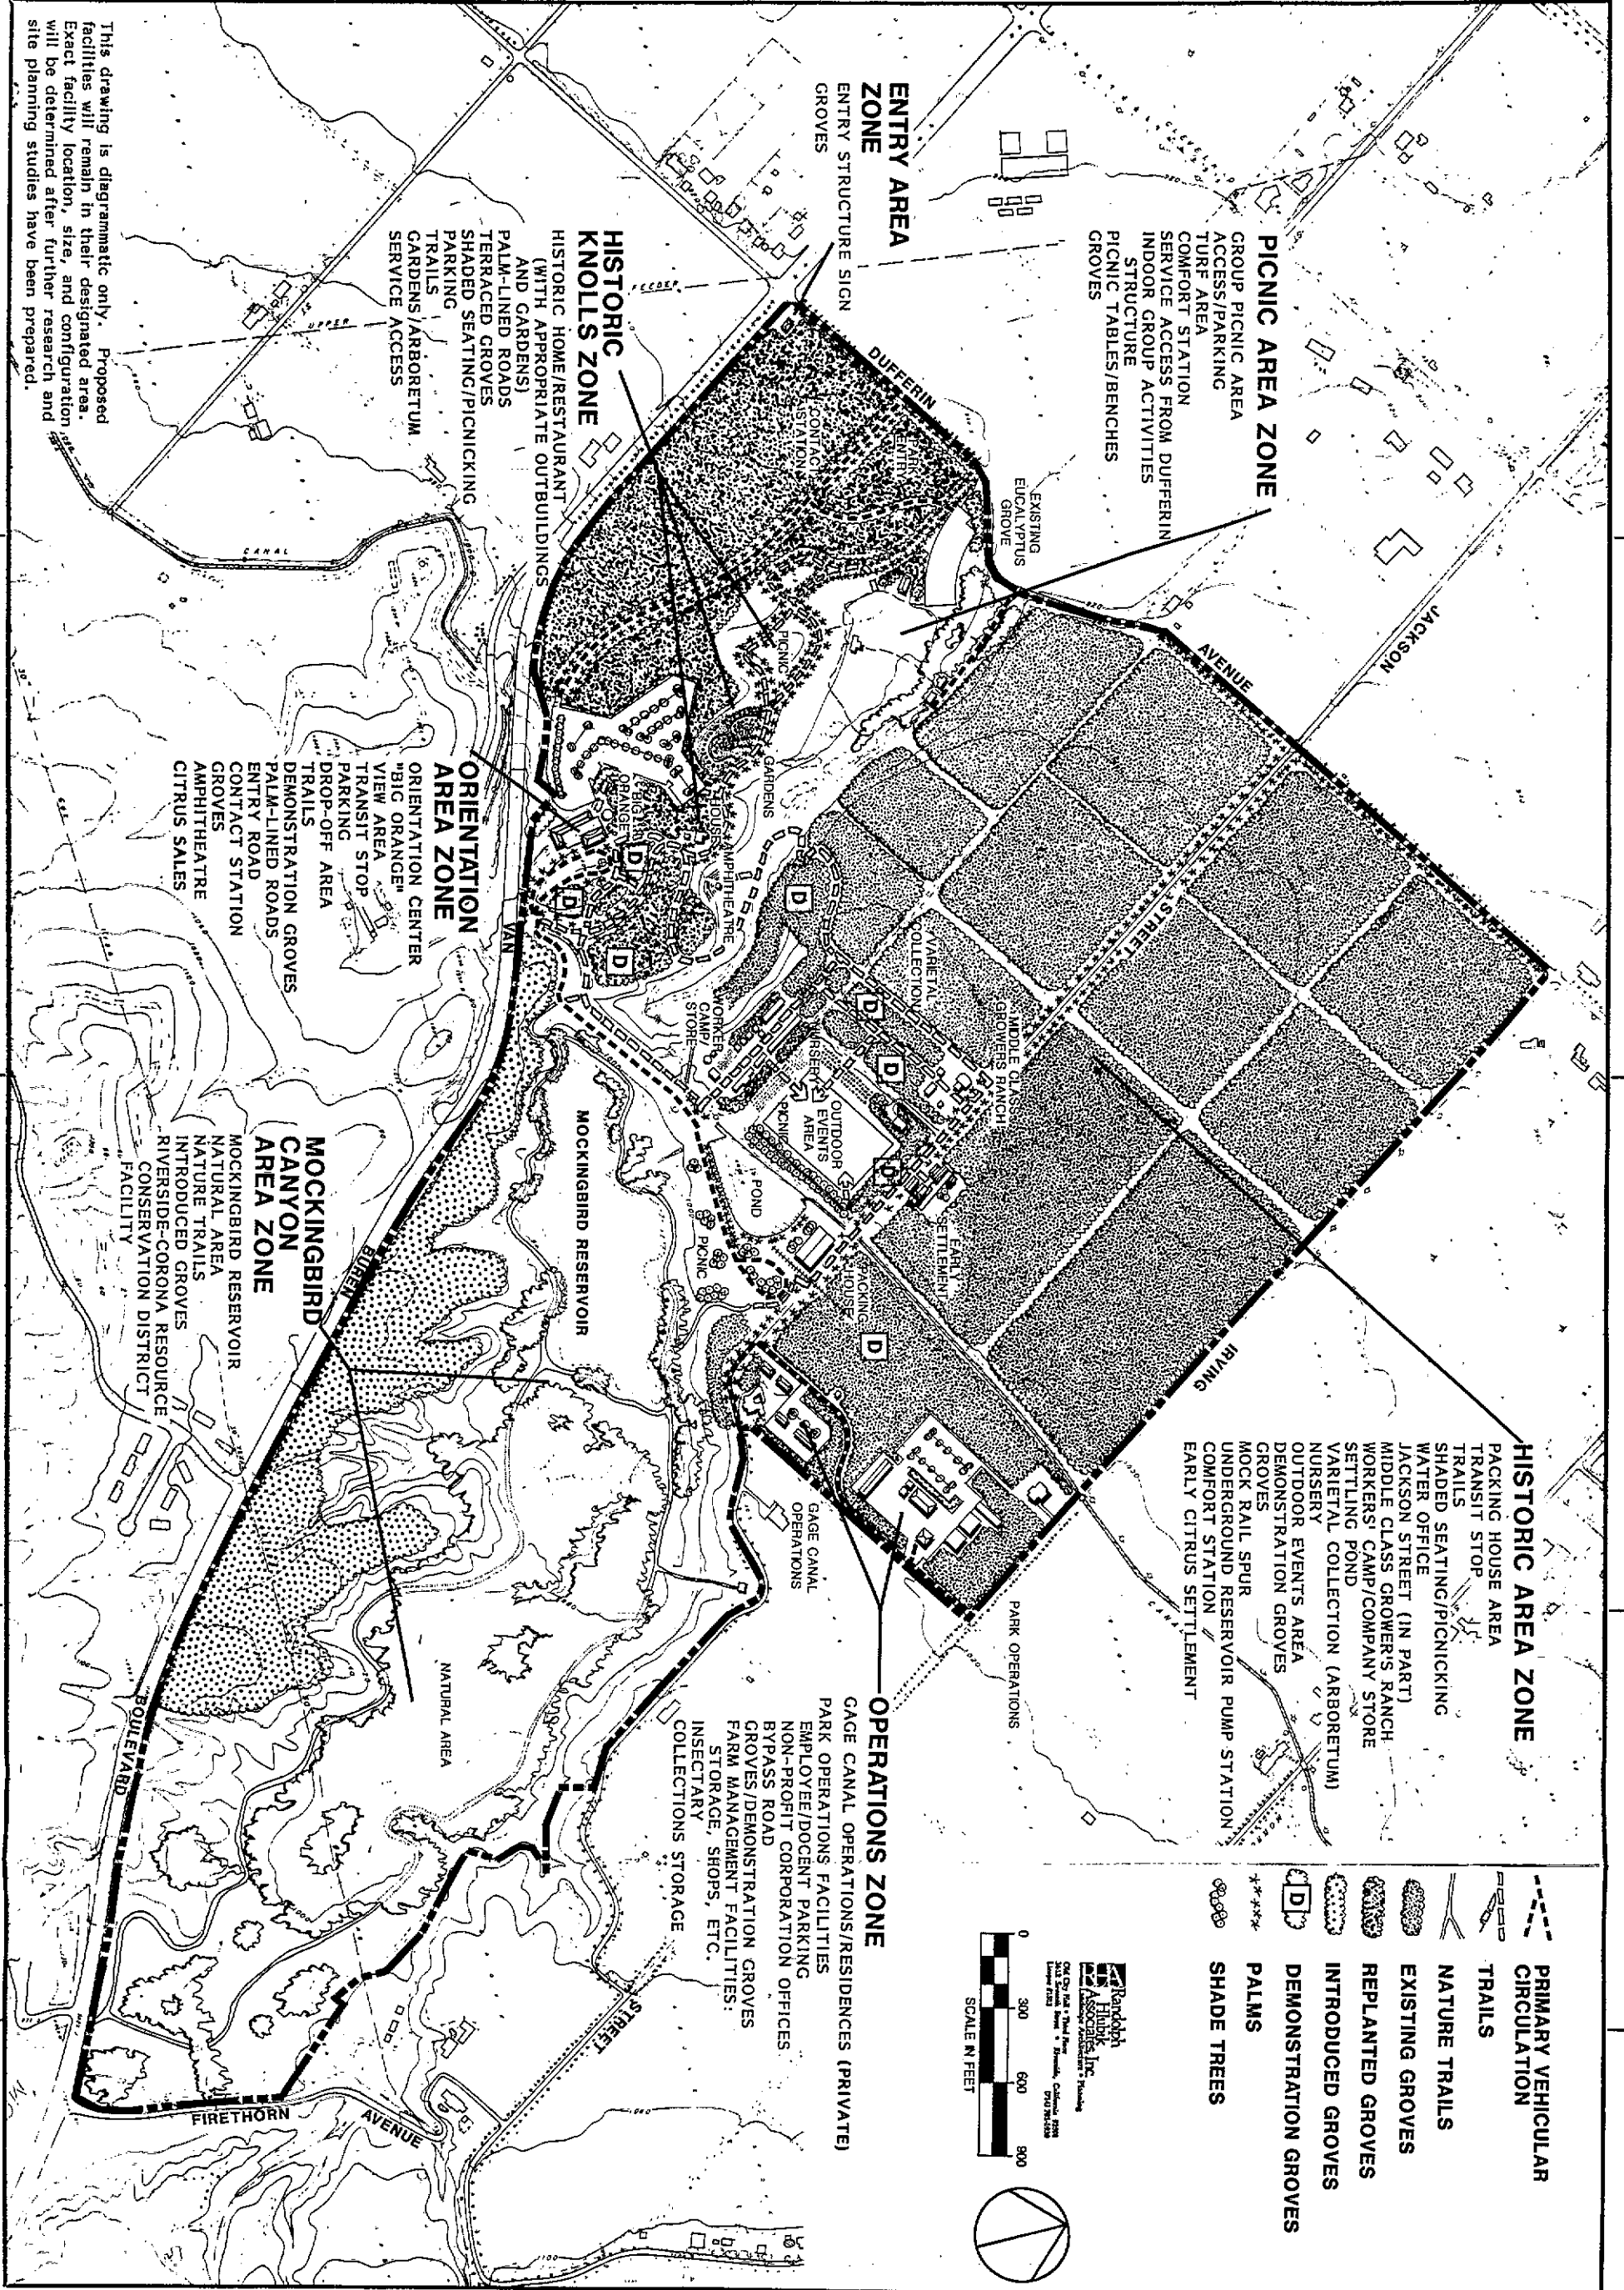 ENTRY AREA
ZONE
ENTRY STRUCTURE SIGN
GROVES
PICNIC AREA ZONE
GROUP PICNIC AREA
ACCESS/PARKING
TURF AREA
COMFORT STATION
SERVICE ACCESS FROM DUFFERIN
INDOOR GROUP ACTIVITIES
STRUCTURE
PICNIC TABLES/BENCHES
GROVES
HISTORIC AREA ZONE
PACKING HOUSE AREA
TRANSIT STOP
TRAILS
SHADED SEATING/PICNICKING
WATER OFFICE
JACKSON STREET (IN PART)
MIDDLE CLASS GROWER'S RANCH
WORKERS' CAMP/COMPANY STORE
SETTLING POND
VARIETAL COLLECTION (ARBORETUM)
NURSERY
OUTDOOR EVENTS AREA
DEMONSTRATION GROVES
GROVES
MOCK RAIL SPUR
UNDERGROUND RESERVOIR PUMP STATION
COMFORT STATION
EARLY CITRUS SETTLEMENT
PRIMARY VEHICULAR
CIRCULATION
TRAILS
NATURE TRAILS
EXISTING GROVES
REPLANTED GROVES
INTRODUCED GROVES
D
DEMONSTRATION GROVES
PALMS
SHADE TREES
HISTORIC
KNOLLS ZONE
HISTORIC HOME/RESTAURANT
(WITH APPROPRIATE OUTBUILDINGS
AND GARDENS)
PALM-LINED ROADS
TERRACED GROVES
SHADED SEATING/PICNICKING
PARKING
TRAILS
GARDENS/ARBORETUM
SERVICE ACCESS
ORIENTATION
AREA ZONE
ORIENTATION CENTER
"BIG ORANGE"
VIEW AREA
TRANSIT STOP
PARKING
DROP-OFF AREA
TRAILS
DEMONSTRATION GROVES
PALM-LINED ROADS
ENTRY ROAD
CONTACT STATION
GROVES
AMPHITHEATRE
CITRUS SALES
MOCKINGBIRD
CANYON
AREA ZONE
MOCKINGBIRD RESERVOIR
NATURAL AREA
NATURE TRAILS
INTRODUCED GROVES
RIVERSIDE-CORONA RESOURCE
CONSERVATION DISTRICT
FACILITY
OPERATIONS ZONE
GAGE CANAL OPERATIONS/RESIDENCES (PRIVATE)
PARK OPERATIONS FACILITIES
EMPLOYEE/DOCENT PARKING
NON-PROFIT CORPORATION OFFICES
BYPASS ROAD
GROVES/DEMONSTRATION GROVES
FARM MANAGEMENT FACILITIES:
STORAGE, SHOPS, ETC.
INSECTARY
COLLECTIONS STORAGE
Randolph
Hlubik
Associates, Inc.
0 300 600 900
SCALE IN FEET
JACKSON
STREET
DUFFERIN
AVENUE
IRVING
VAN
BUREN
BOULEVARD
FIRETHORN
AVENUE
STREET
FEEDER
UPPER
CANAL
CANAL
EXISTING
EUCALYPTUS
GROVE
PARK
ENTRY
CONTACT
STATION
PICNIC
GARDENS
HOUSE
AMPHITHEATRE
ORANGE
D
D
D
D
D
D
D
D
VARIETAL
COLLECTION
MIDDLE CLASS
GROWERS RANCH
WORKER
CAMP/
STORE
NURSERY
OUTDOOR
EVENTS
AREA
PICNIC
POND
PICNIC
EARLY
SETTLEMENT
PACKING
HOUSE
MOCKINGBIRD RESERVOIR
GAGE CANAL
OPERATIONS
PARK OPERATIONS
NATURAL AREA
This drawing is diagrammatic only. Proposed
facilities will remain in their designated area.
Exact facility location, size, and configuration
will be determined after further research and
site planning studies have been prepared.